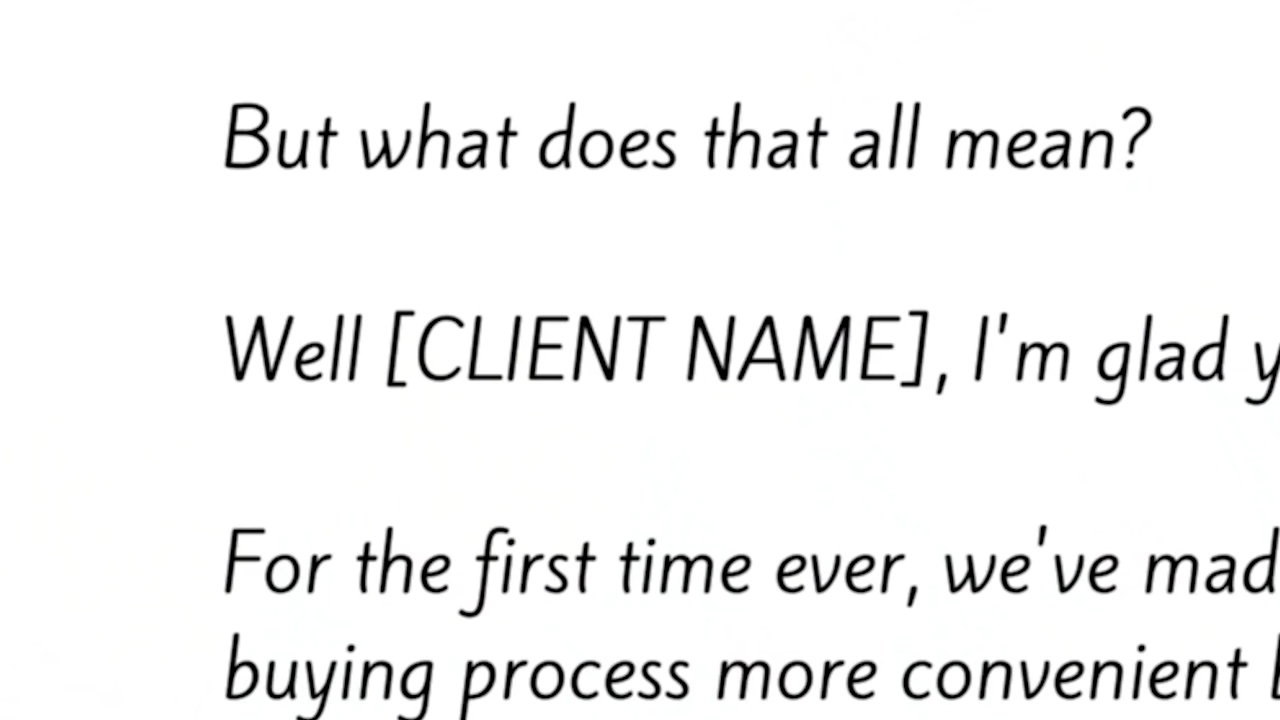 But what does that all mean?
Well [CLIENT NAME], I'm glad
For the first time ever, we've
buying process more convenient